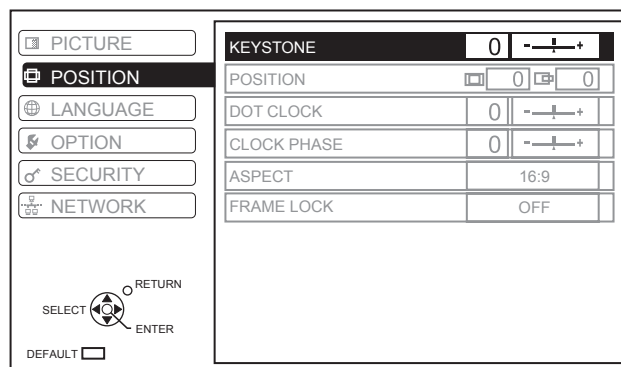 PICTURE
POSITION
LANGUAGE
OPTION
SECURITY
NETWORK
RETURN
SELECT
ENTER
DEFAULT
KEYSTONE 0 - +
POSITION 0 0
DOT CLOCK 0 - +
CLOCK PHASE 0 - +
ASPECT 16:9
FRAME LOCK OFF